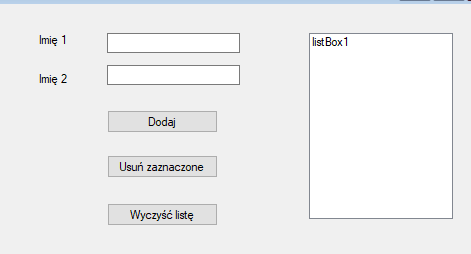 Imię 1
listBox1
Imię 2
Dodaj
Usuń zaznaczone
Wyczyść listę